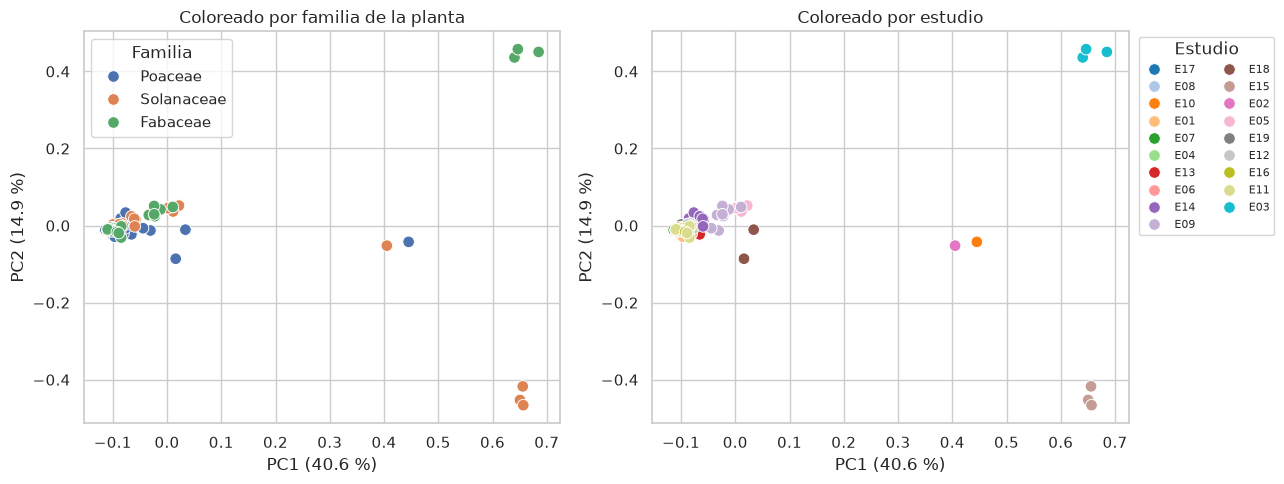 Coloreado por familia de la planta
Familia
Poaceae
Solanaceae
Fabaceae
0.4
0.2
0.0
−0.2
−0.4
PC2 (14.9 %)
−0.1 0.0 0.1 0.2 0.3 0.4 0.5 0.6 0.7
PC1 (40.6 %)
Coloreado por estudio
0.4
0.2
0.0
−0.2
−0.4
PC2 (14.9 %)
−0.1 0.0 0.1 0.2 0.3 0.4 0.5 0.6 0.7
PC1 (40.6 %)
Estudio
E17 E18
E08 E15
E10 E02
E01 E05
E07 E19
E04 E12
E13 E16
E06 E11
E14 E03
E09